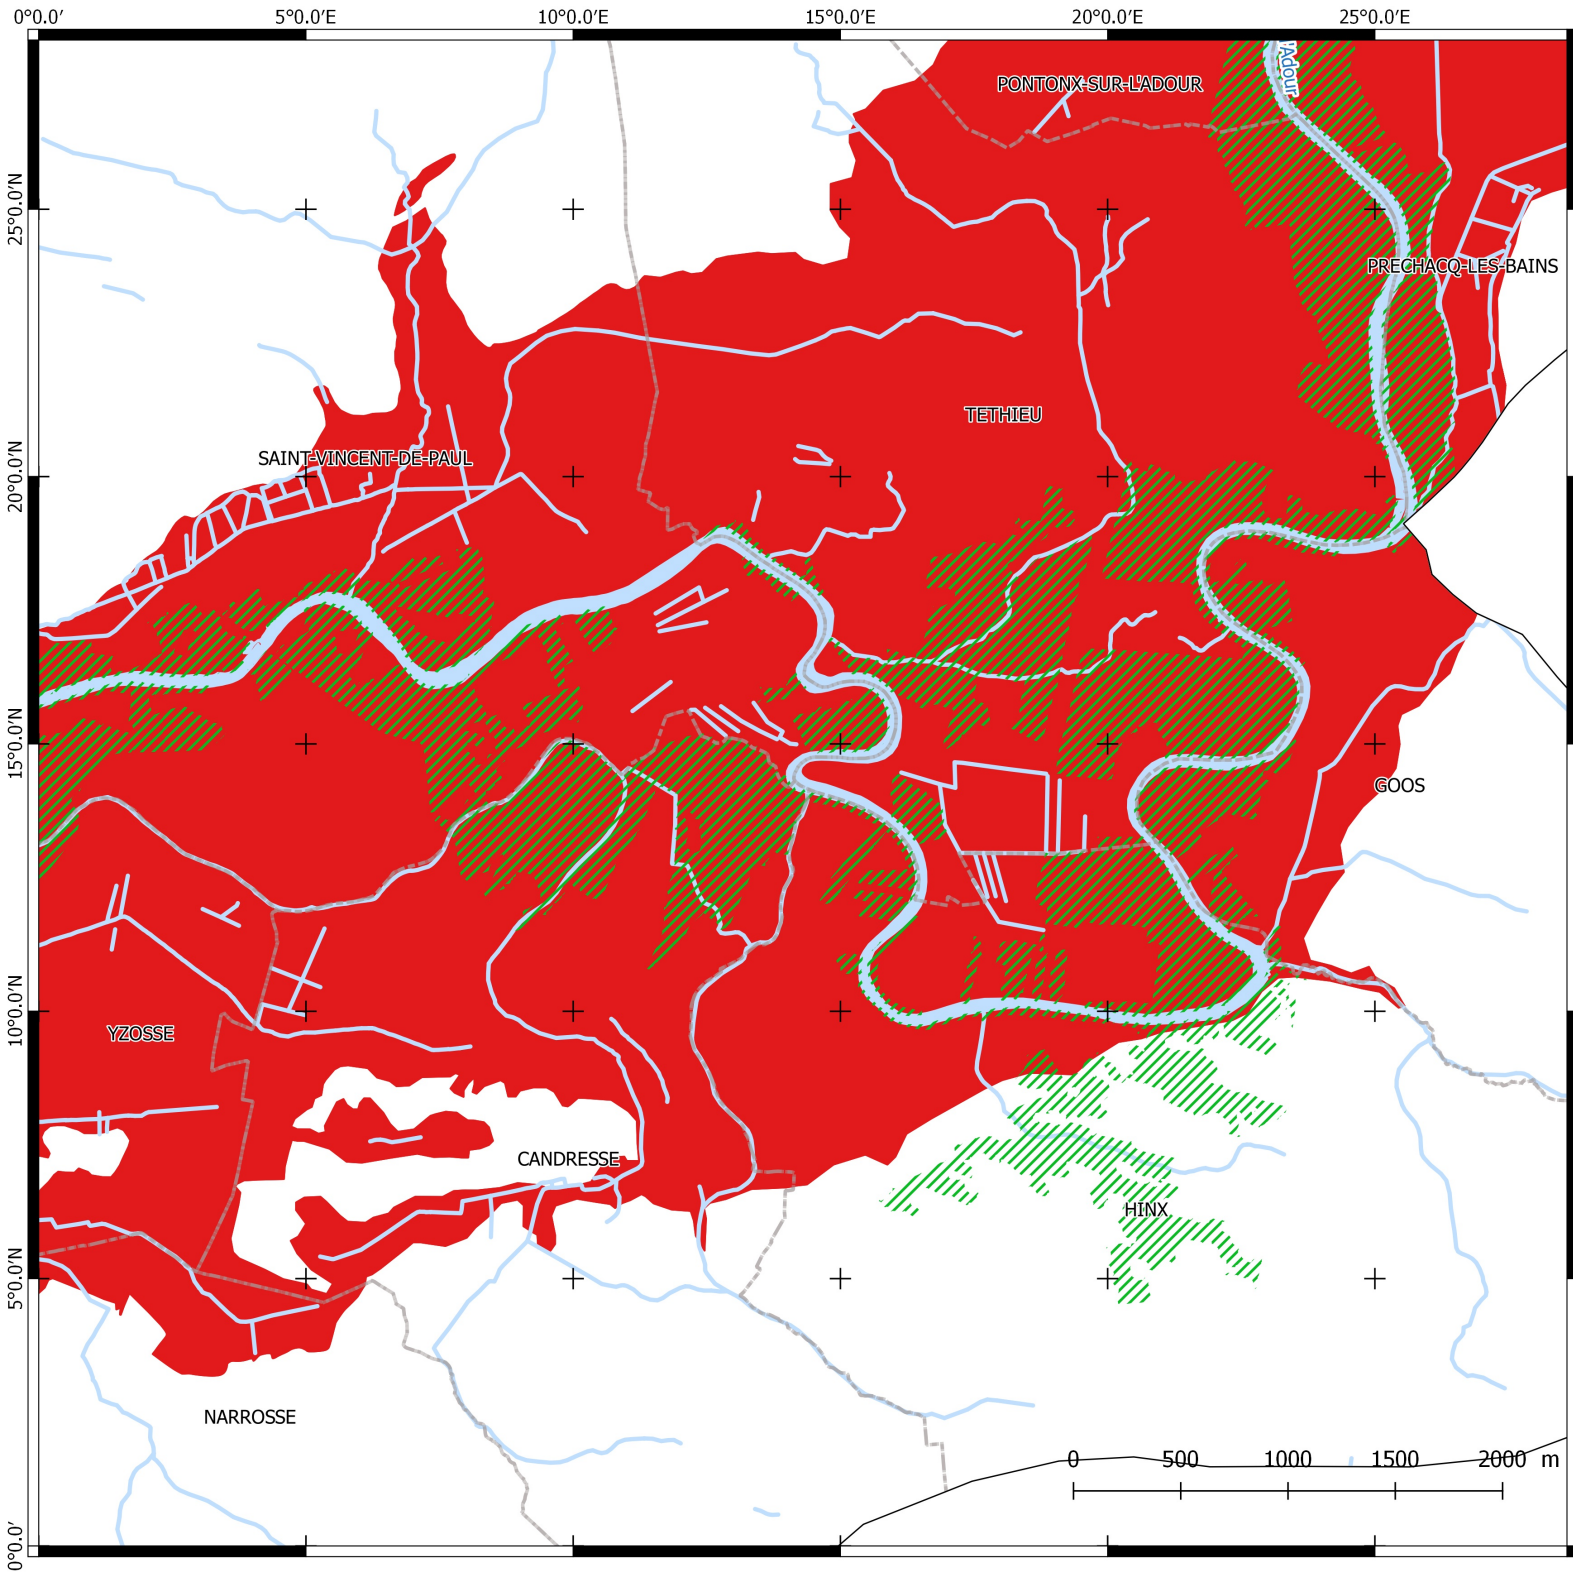 0°0.0′ 5°0.0′E 10°0.0′E 15°0.0′E 20°0.0′E 25°0.0′E
l'Adour
PONTONX-SUR-L'ADOUR
25°0.0′N
PRECHACQ-LES-BAINS
TETHIEU
SAINT-VINCENT-DE-PAUL
20°0.0′N
15°0.0′N
GOOS
10°0.0′N
YZOSSE
CANDRESSE
HINX
5°0.0′N
NARROSSE
0 500 1000 1500 2000 m
0°0.0′